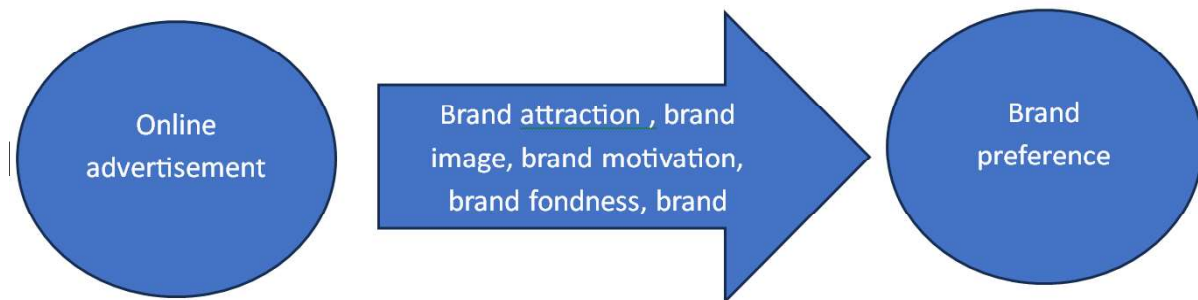 Online
advertisement
Brand attraction , brand
image, brand motivation,
brand fondness, brand
Brand
preference